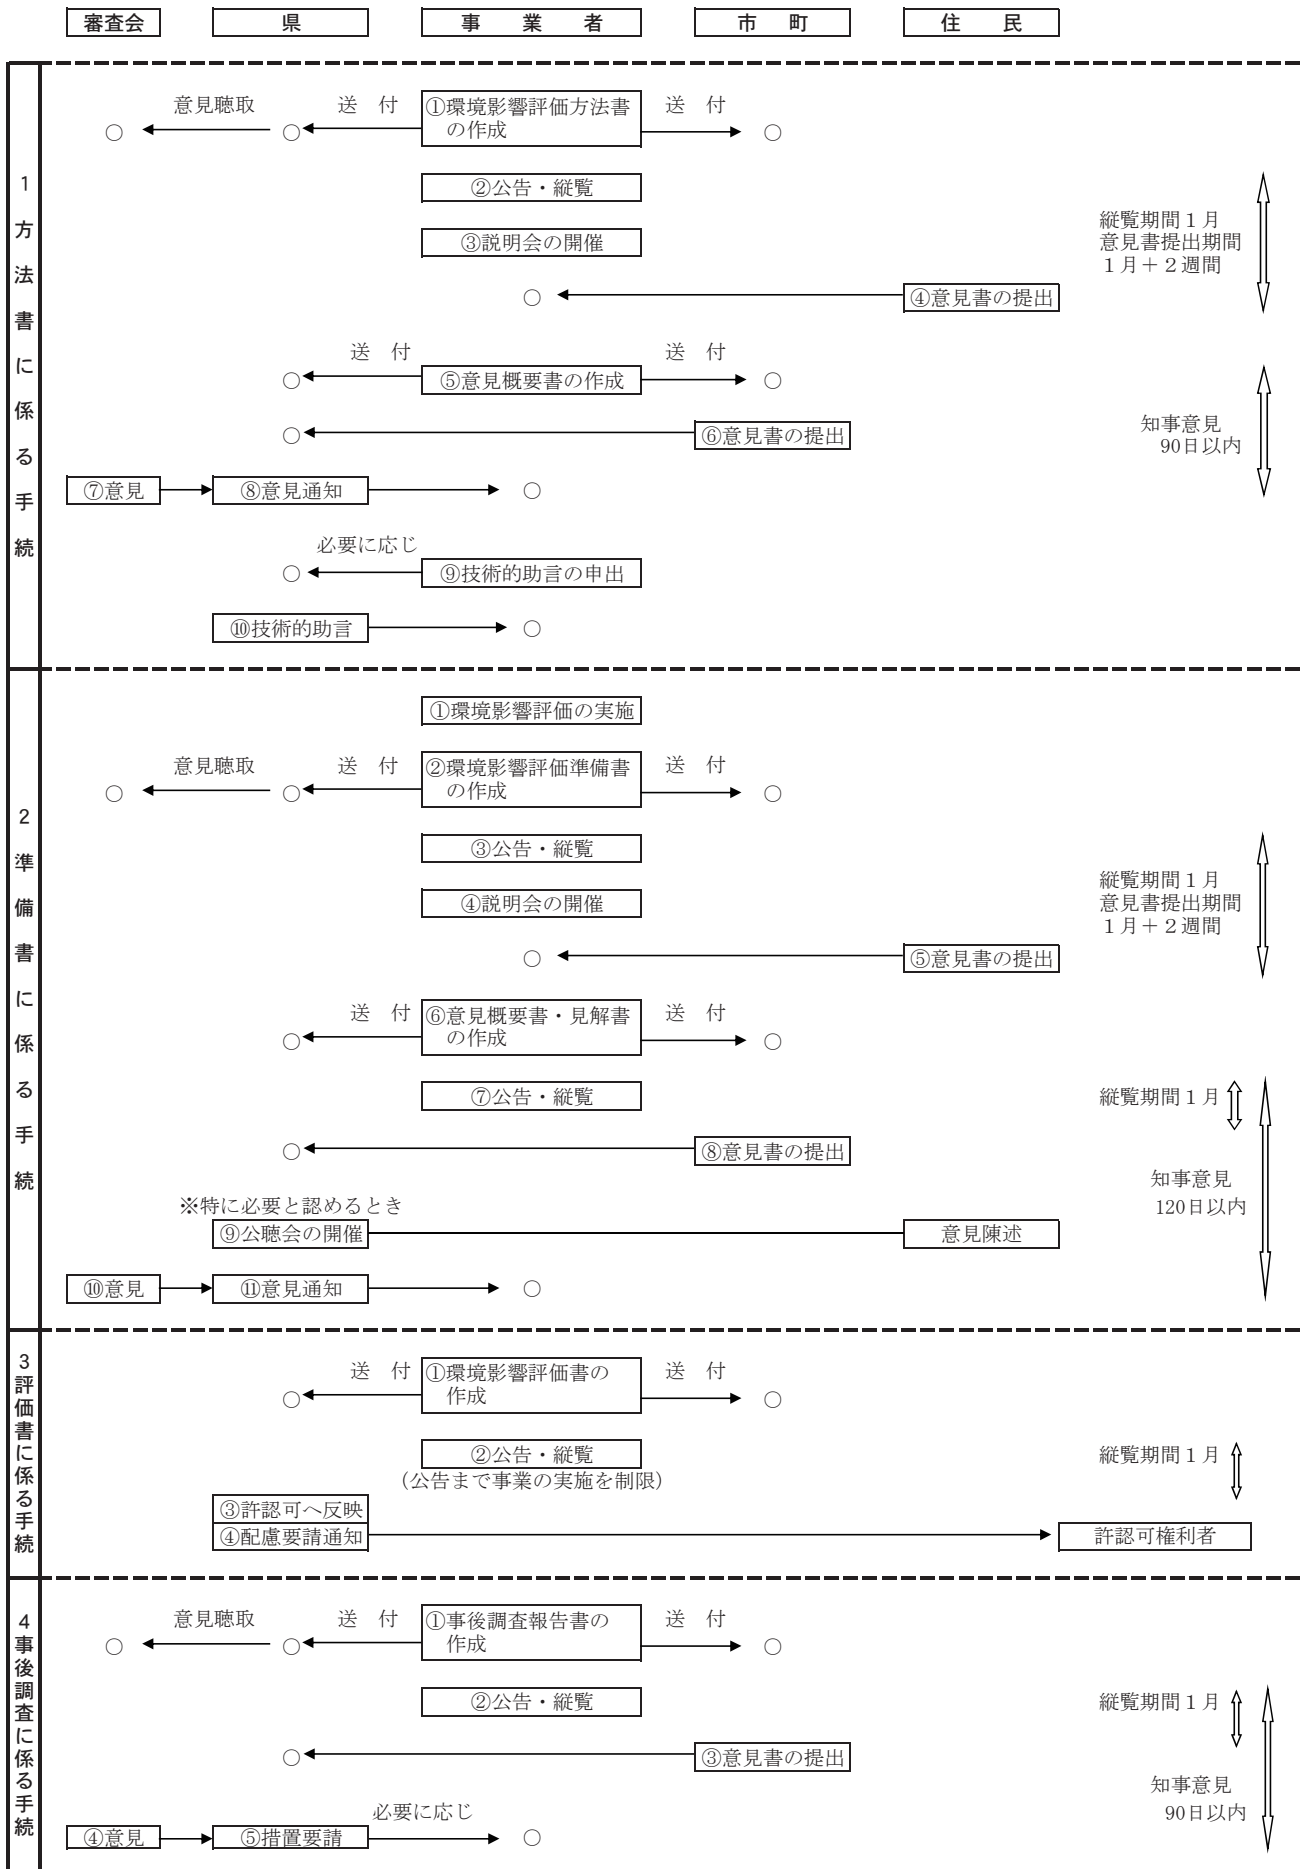 審査会 県 事業者 市町 住民
1方法書に係る手続
意見聴取 送付 ①環境影響評価方法書 送付
の作成
○ ○ ○
②公告・縦覧
縦覧期間1月
③説明会の開催 意見書提出期間
1月+2週間
○ ④意見書の提出
送付 送付
○ ⑤意見概要書の作成 ○
知事意見
○ ⑥意見書の提出
90日以内
⑦意見 ⑧意見通知 ○
必要に応じ
○ ⑨技術的助言の申出
⑩技術的助言 ○
2準備書に係る手続
①環境影響評価の実施
意見聴取 送付 ②環境影響評価準備書 送付
の作成
○ ○ ○
③公告・縦覧
縦覧期間1月
④説明会の開催 意見書提出期間
1月+2週間
○ ⑤意見書の提出
送付 ⑥意見概要書・見解書 送付
の作成
○ ○
⑦公告・縦覧 縦覧期間1月
○ ⑧意見書の提出
知事意見
※特に必要と認めるとき 120日以内
⑨公聴会の開催 意見陳述
⑩意見 ⑪意見通知 ○
3評価書に係る手続
送付 ①環境影響評価書の 送付
作成
○ ○
②公告・縦覧 縦覧期間1月
(公告まで事業の実施を制限)
③許認可へ反映
④配慮要請通知 許認可権利者
4事後調査に係る手続
意見聴取 送付 ①事後調査報告書の 送付
作成
○ ○ ○
②公告・縦覧 縦覧期間1月
○ ③意見書の提出
知事意見
必要に応じ 90日以内
④意見 ⑤措置要請 ○